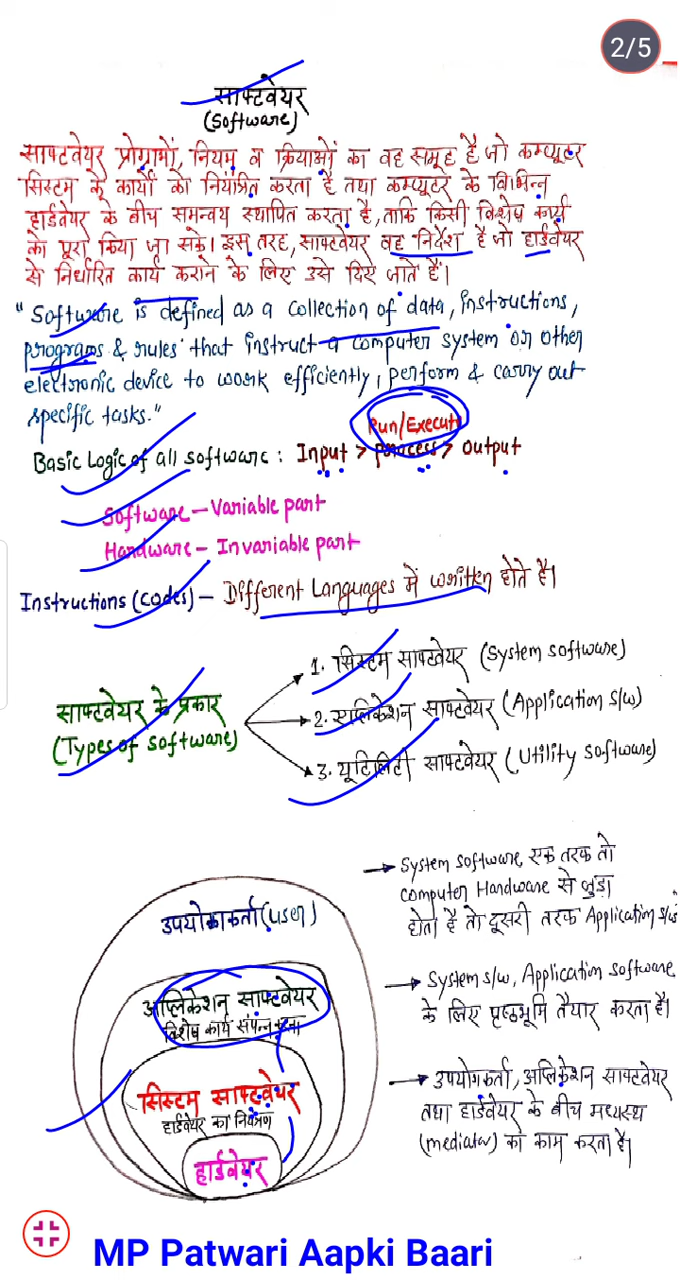 2/5
साफ्टवेयर
(Software)
साफ्टवेयर प्रोग्रामों, नियम व क्रियाओं का वह समूह है जो कम्प्यूटर
सिस्टम के कार्यों को नियंत्रित करता है तथा कम्प्यूटर के विभिन्न
हार्डवेयर के बीच समन्वय स्थापित करता है, ताकि किसी विशेष कार्य
को पूरा किया जा सके। इस तरह, साफ्टवेयर वह निर्देश है जो हार्डवेयर
से निर्धारित कार्य कराने के लिए उसे दिए जाते हैं।
"Software is defined as a collection of data, instructions,
programs & rules that instruct a computer system or other
electronic device to work efficiently, perform & carry out
specific tasks."
Run/Execute
Basic Logic of all software : Input > process > output
Software – Variable part
Hardware – Invariable part
Instructions (codes) – Different Languages में written होते हैं।
साफ्टवेयर के प्रकार
(Types of software)
1. सिस्टम साफ्टवेयर (System software)
2. एप्लिकेशन साफ्टवेयर (Application s/w)
3. यूटिलिटी साफ्टवेयर (Utility software)
उपयोगकर्ता (user)
अप्लिकेशन साफ्टवेयर
विशेष कार्य संपन्न
सिस्टम साफ्टवेयर
हार्डवेयर का नियंत्रण
हार्डवेयर
→ System software, एक तरफ तो
computer Hardware से जुड़ा
होता है तो दूसरी तरफ Application s/w
→ System s/w, Application software
के लिए पृष्ठभूमि तैयार करता है।
→ उपयोगकर्ता, अप्लिकेशन साफ्टवेयर
तथा हार्डवेयर के बीच मध्यस्थ
(mediator) का काम करता है।
MP Patwari Aapki Baari